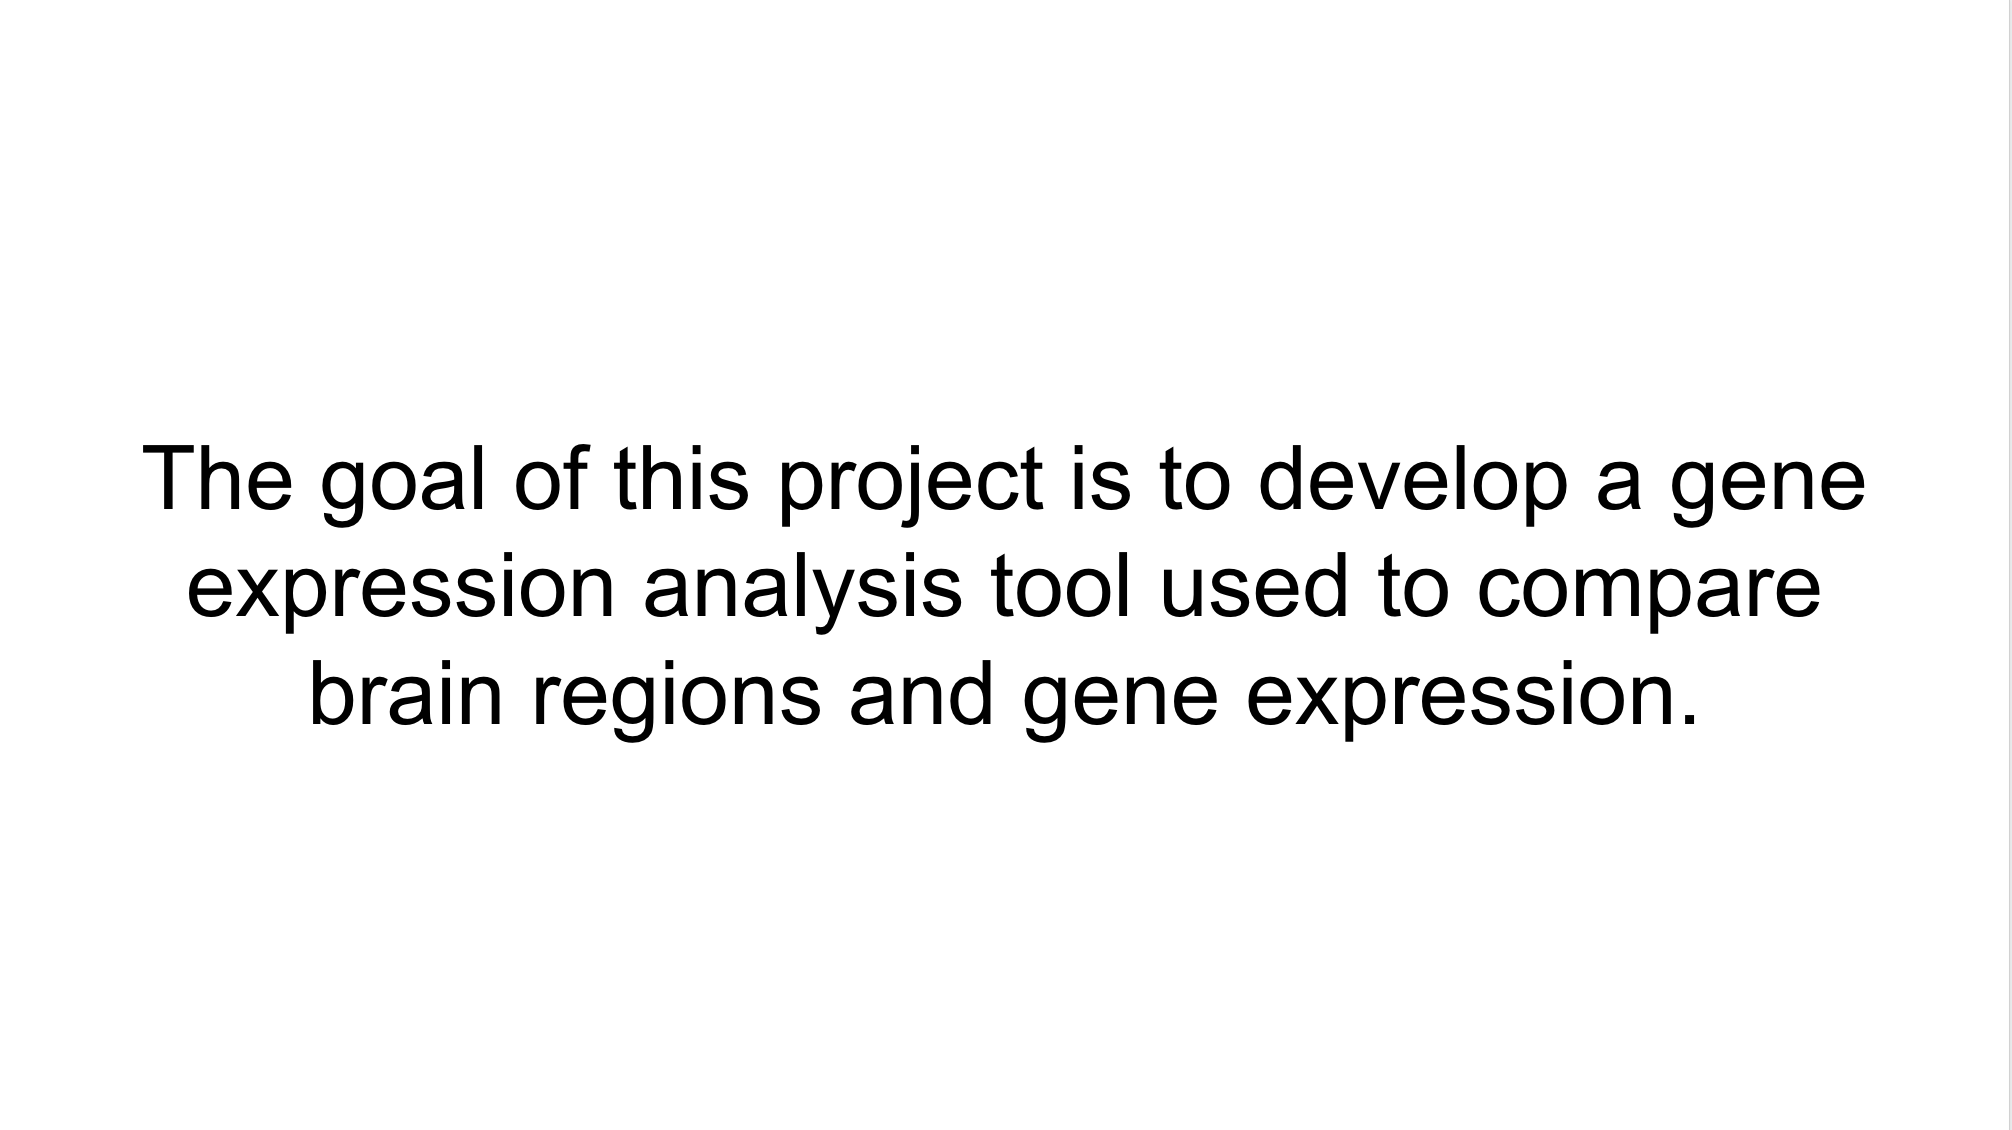 The goal of this project is to develop a gene
expression analysis tool used to compare
brain regions and gene expression.